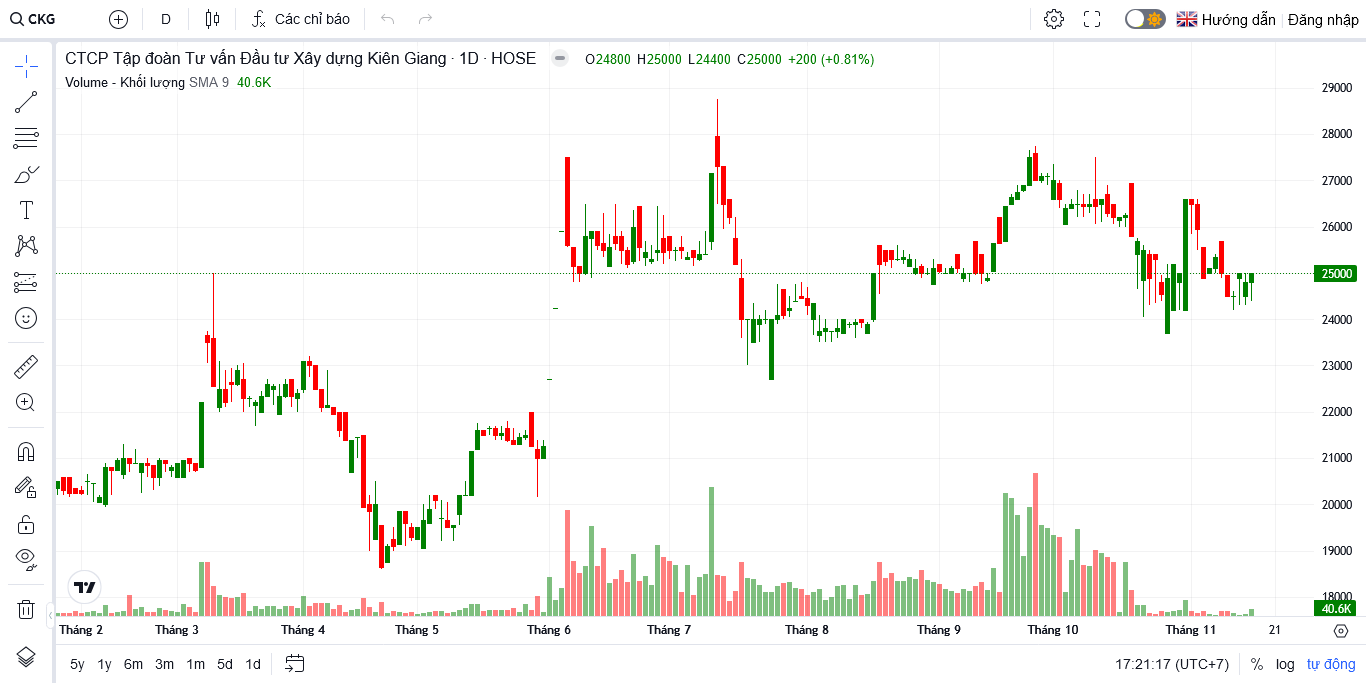 CKG D Các chỉ báo Hướng dẫn Đăng nhập
CTCP Tập đoàn Tư vấn Đầu tư Xây dựng Kiên Giang · 1D · HOSE O24800 H25000 L24400 C25000 +200 (+0.81%)
Volume - Khối lượng SMA 9 40.6K
29000
28000
27000
26000
25000
24000
23000
22000
21000
20000
19000
18000
40.6K
Tháng 2 Tháng 3 Tháng 4 Tháng 5 Tháng 6 Tháng 7 Tháng 8 Tháng 9 Tháng 10 Tháng 11 21
5y 1y 6m 3m 1m 5d 1d 17:21:17 (UTC+7) % log tự động